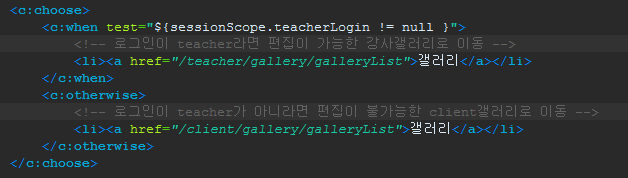 <c:choose>
<c:when test="${sessionScope.teacherLogin != null }">
<!-- 로그인이 teacher라면 편집이 가능한 강사갤러리로 이동 -->
<li><a href="/teacher/gallery/galleryList">갤러리</a></li>
</c:when>
<c:otherwise>
<!-- 로그인이 teacher가 아니라면 편집이 불가능한 client갤러리로 이동 -->
<li><a href="/client/gallery/galleryList">갤러리</a></li>
</c:otherwise>
</c:choose>